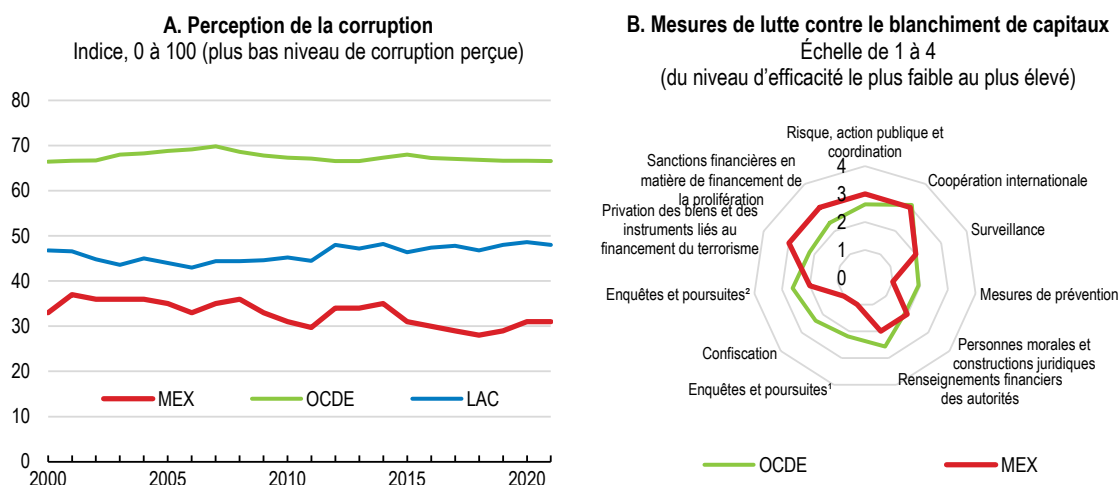 A. Perception de la corruption
Indice, 0 à 100 (plus bas niveau de corruption perçue)
80
70
60
50
40
30
20
10
0
MEX
OCDE
LAC
2000
2005
2010
2015
2020
B. Mesures de lutte contre le blanchiment de capitaux
Échelle de 1 à 4
(du niveau d'efficacité le plus faible au plus élevé)
Risque, action publique et
coordination
Coopération internationale
Surveillance
Mesures de prévention
Personnes morales et
constructions juridiques
Renseignements financiers
des autorités
Enquêtes et poursuites¹
Confiscation
Enquêtes et poursuites²
Privation des biens et des
instruments liés au
financement du terrorisme
Sanctions financières en
matière de financement de
la prolifération
4
3
2
1
0
OCDE
MEX